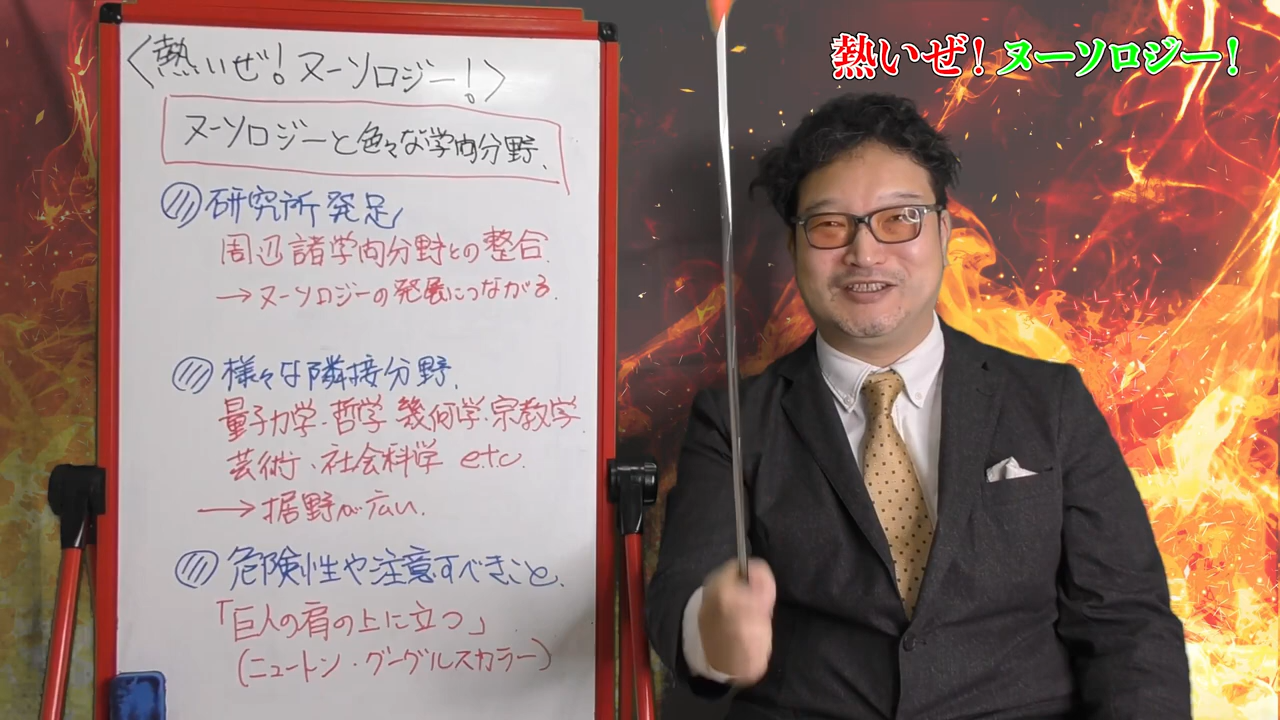 〈熱いぜ！ヌーソロジー！〉
ヌーソロジーと色々な学問分野.
研究所発足!
周辺諸学問分野との整合.
→ヌーソロジーの発展につながる.
様々な隣接分野.
量子力学・哲学・幾何学・宗教学
芸術、社会科学 etc.
→裾野が広い.
危険性や注意すべきこと.
「巨人の肩の上に立つ」
(ニュートン・グーグルスカラー)
熱いぜ！ヌーソロジー！